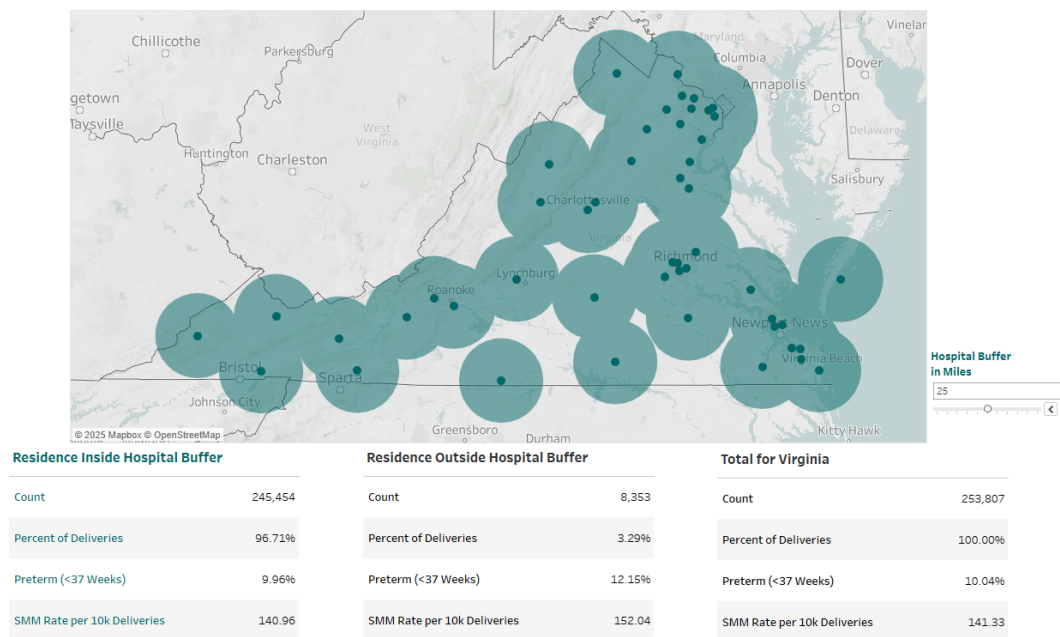 Vinelan
Chillicothe
Parkersburg
Maryland
Columbia
Dover
Annapolis
getown
Denton
Maysville
West
Virginia
Delaware
Huntington
Charleston
Salisbury
Charlottesville
Virginia
Richmond
Lynchburg
Roanoke
Newport News
Virginia Beach
Bristol
Sparta
Johnson City
Greensboro
Durham
Kitty Hawk
© 2025 Mapbox © OpenStreetMap
Hospital Buffer
in Miles
25
Residence Inside Hospital Buffer
Count 245,454
Percent of Deliveries 96.71%
Preterm (<37 Weeks) 9.96%
SMM Rate per 10k Deliveries 140.96
Residence Outside Hospital Buffer
Count 8,353
Percent of Deliveries 3.29%
Preterm (<37 Weeks) 12.15%
SMM Rate per 10k Deliveries 152.04
Total for Virginia
Count 253,807
Percent of Deliveries 100.00%
Preterm (<37 Weeks) 10.04%
SMM Rate per 10k Deliveries 141.33